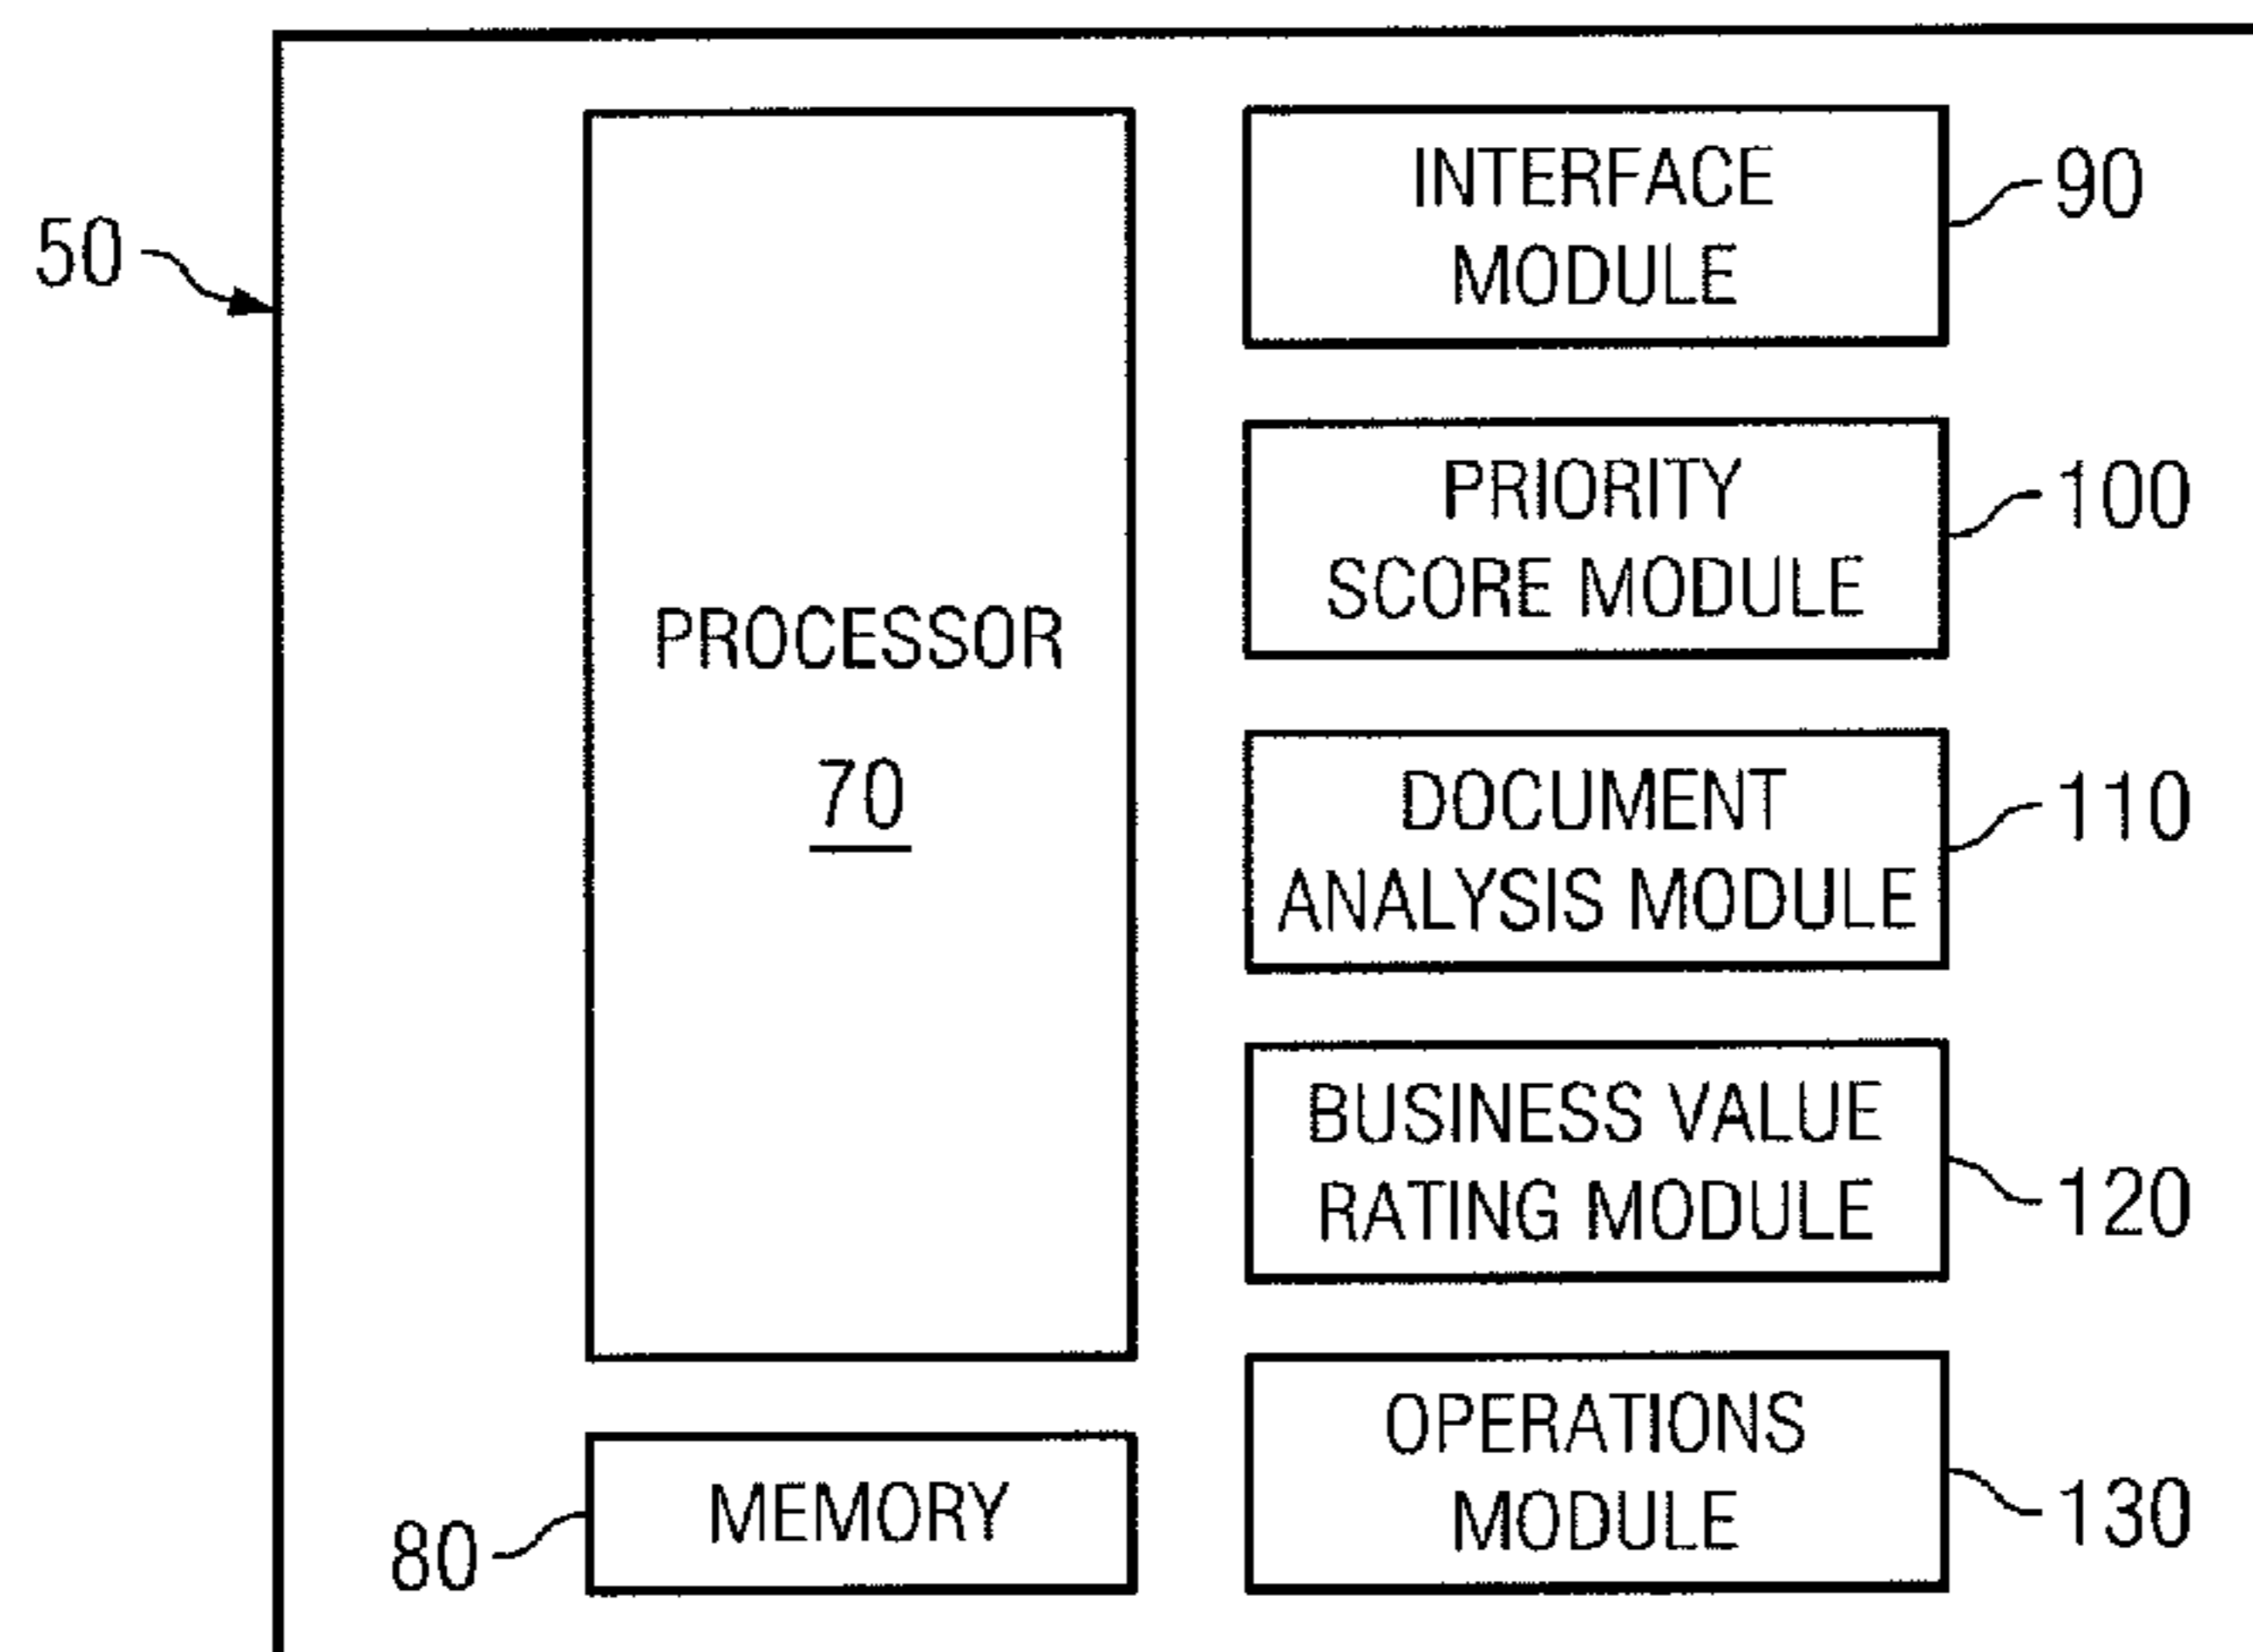 50
PROCESSOR
70
80
MEMORY
INTERFACE
MODULE
90
PRIORITY
SCORE MODULE
100
DOCUMENT
ANALYSIS MODULE
110
BUSINESS VALUE
RATING MODULE
120
OPERATIONS
MODULE
130